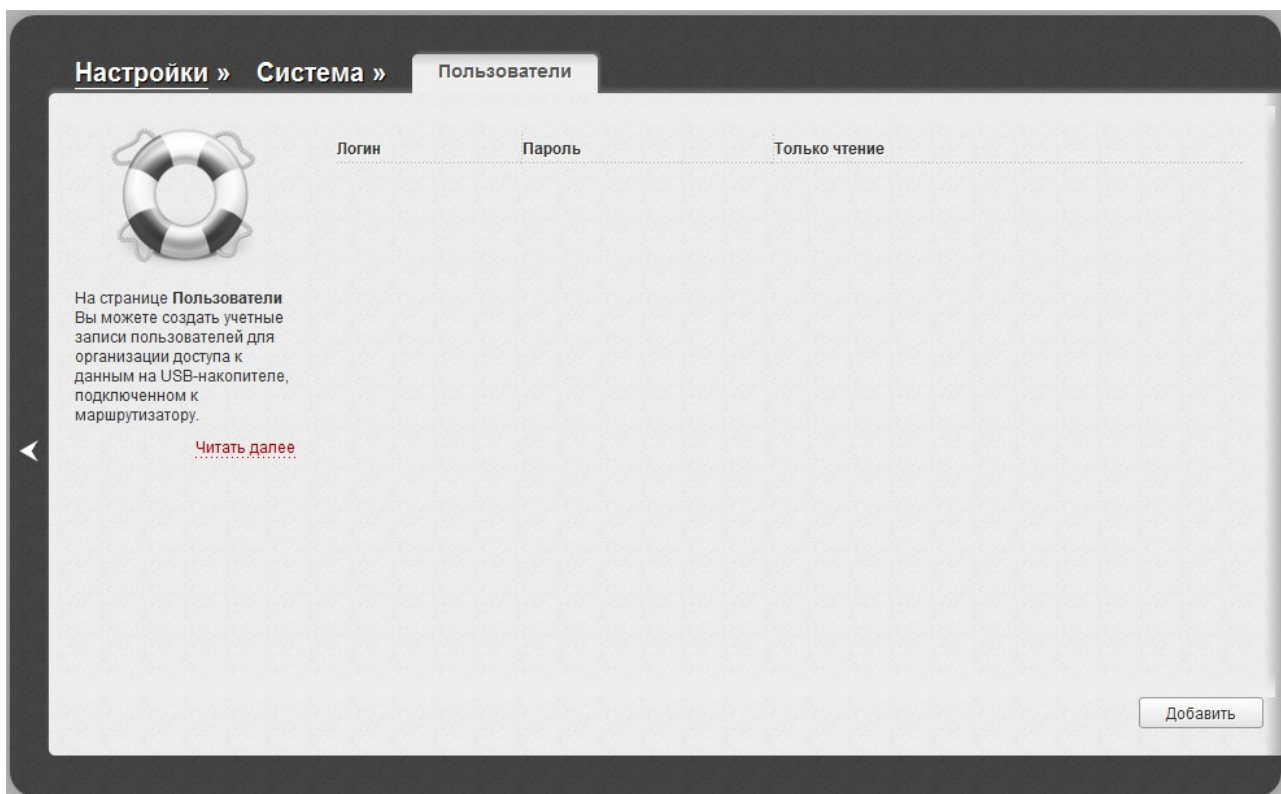 Настройки » Система » Пользователи
Логин Пароль Только чтение
На странице Пользователи
Вы можете создать учетные
записи пользователей для
организации доступа к
данным на USB-накопителе,
подключенном к
маршрутизатору.
Читать далее
Добавить